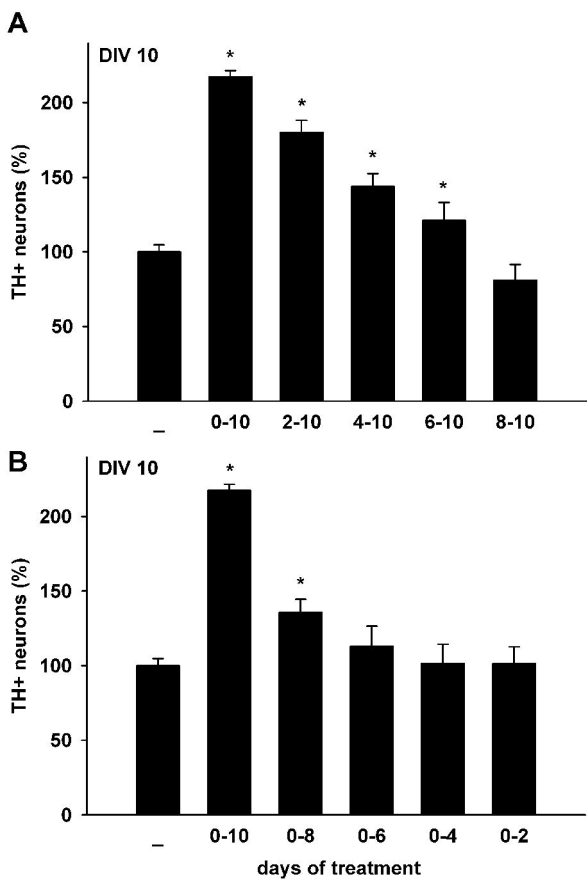 A
DIV 10
TH+ neurons (%)
200
150
100
50
0
* * * *
– 0-10 2-10 4-10 6-10 8-10
B
DIV 10
TH+ neurons (%)
200
150
100
50
0
* *
– 0-10 0-8 0-6 0-4 0-2
days of treatment